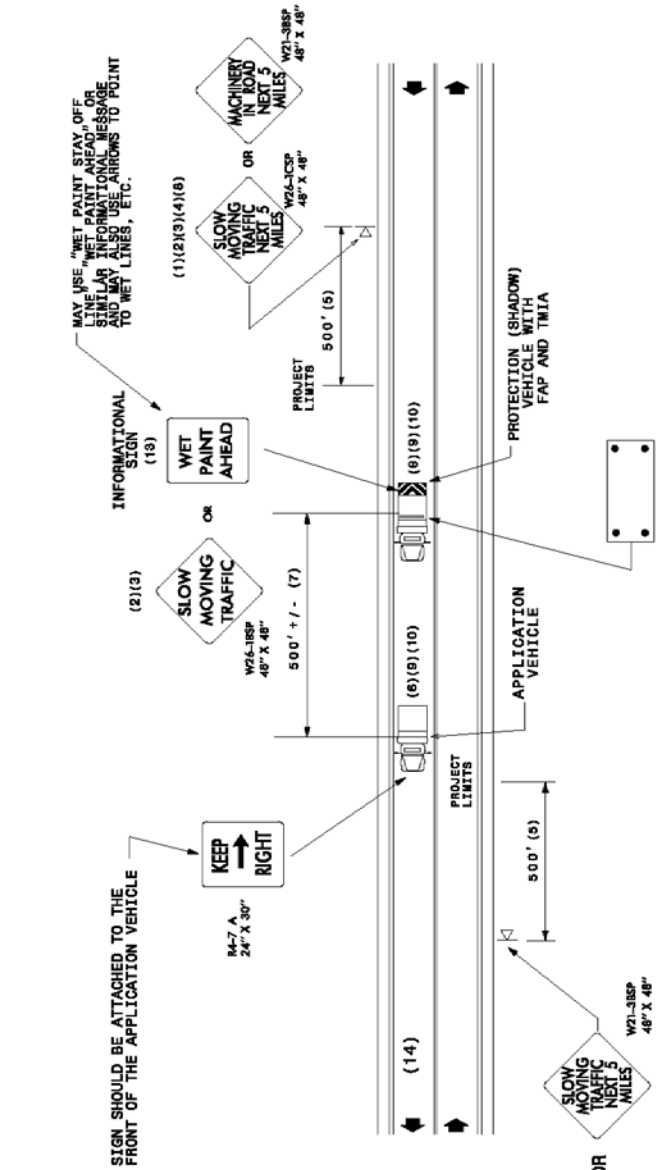 MAY USE "WET PAINT STAY OFF
LINE", "WET PAINT AHEAD", OR
SIMILAR INFORMATIONAL MESSAGE
AND MAY ALSO USE ARROWS TO POINT
TO WET LINES, ETC.
(1)(2)(3)(4)(8)
SLOW
MOVING
TRAFFIC
NEXT 5
MILES
W26-1CSP
48" X 48"
OR
MACHINERY
IN ROAD
NEXT 5
MILES
W21-3BSP
48" X 48"
500' (5)
PROJECT
LIMITS
INFORMATIONAL
SIGN
(13)
WET
PAINT
AHEAD
OR
(2)(3)
SLOW
MOVING
TRAFFIC
W26-1BSP
48" X 48"
500' +/- (7)
(8)(9)(10)
PROTECTION (SHADOW)
VEHICLE WITH
FAP AND TMIA
(6)(9)(10)
APPLICATION
VEHICLE
SIGN SHOULD BE ATTACHED TO THE
FRONT OF THE APPLICATION VEHICLE
KEEP
RIGHT
R4-7 A
24" X 30"
PROJECT
LIMITS
500' (5)
(14)
SLOW
MOVING
TRAFFIC
NEXT 5
MILES
W21-3BSP
48" X 48"
OR